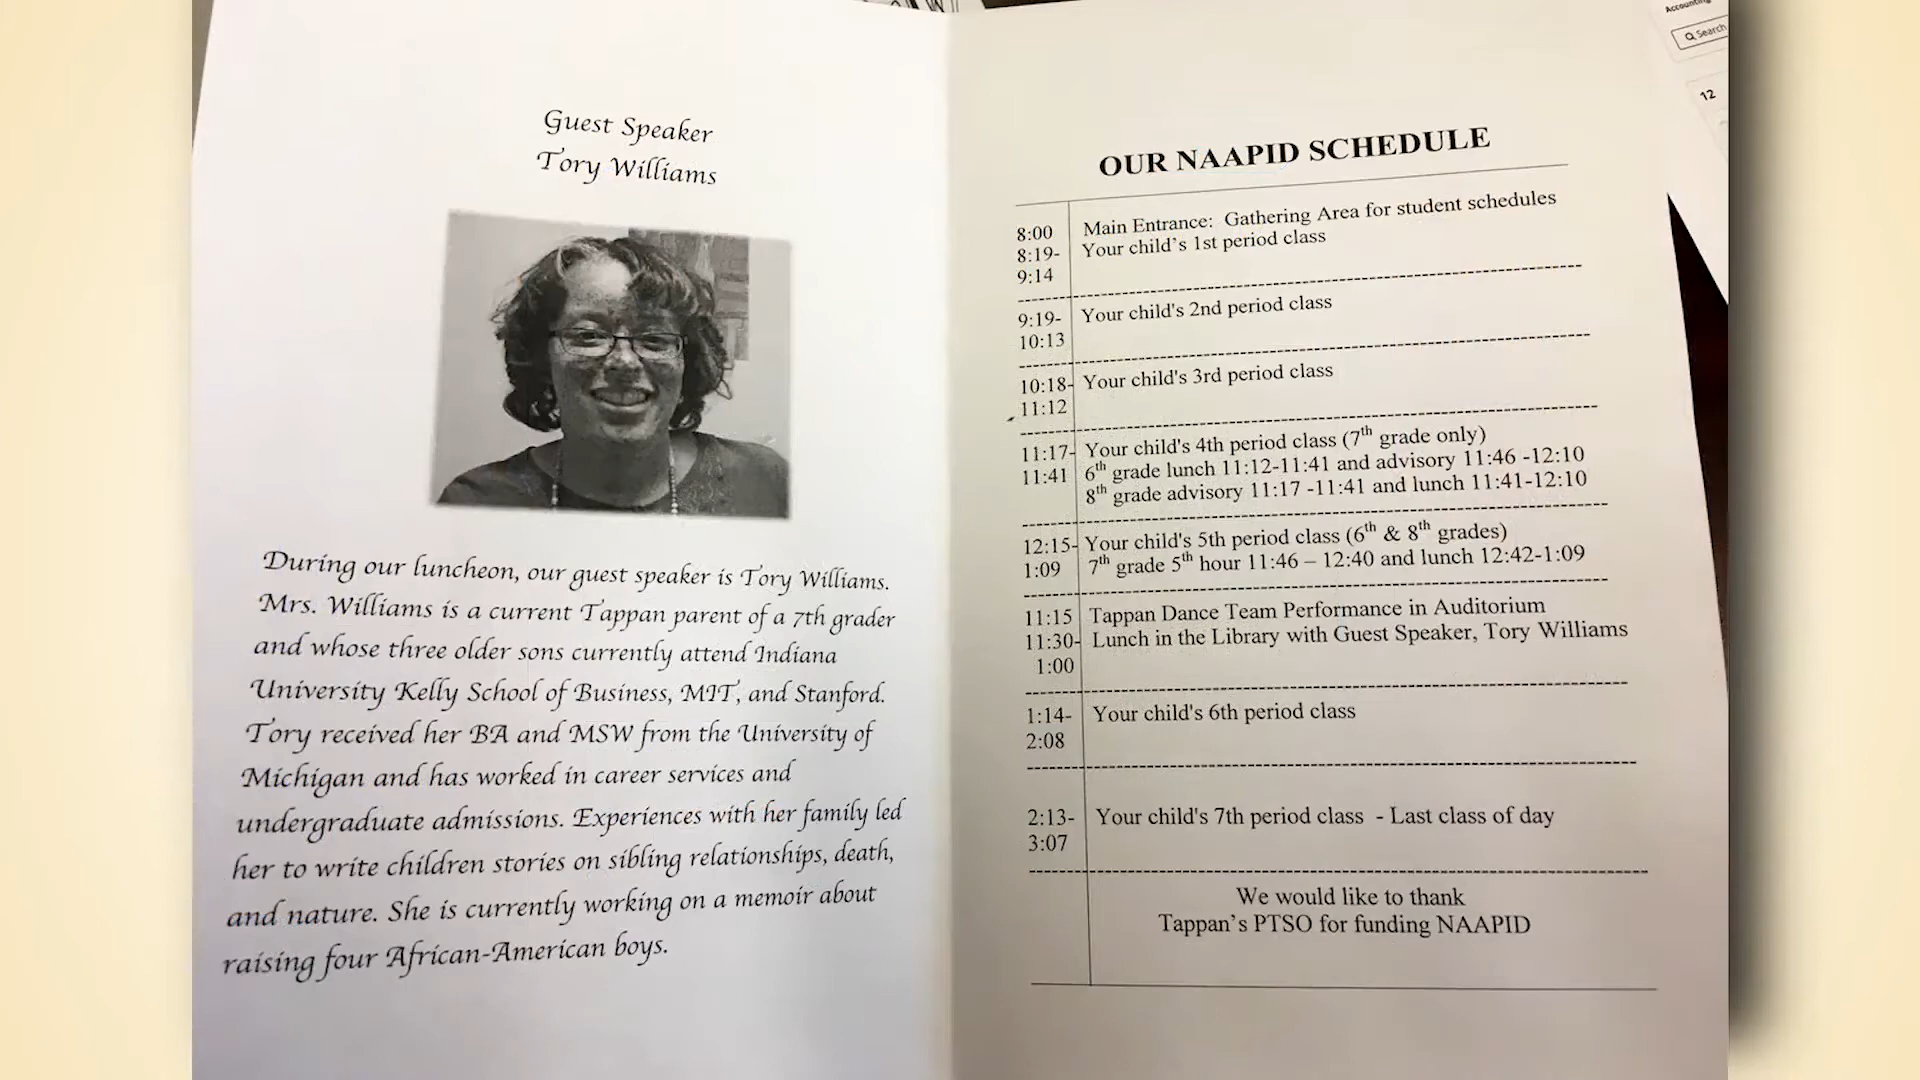 Guest Speaker
Tory Williams
During our luncheon, our guest speaker is Tory Williams.
Mrs. Williams is a current Tappan parent of a 7th grader
and whose three older sons currently attend Indiana
University Kelly School of Business, MIT, and Stanford.
Tory received her BA and MSW from the University of
Michigan and has worked in career services and
undergraduate admissions. Experiences with her family led
her to write children stories on sibling relationships, death,
and nature. She is currently working on a memoir about
raising four African-American boys.
OUR NAAPID SCHEDULE
8:00 Main Entrance: Gathering Area for student schedules
8:19- Your child's 1st period class
9:14
9:19- Your child's 2nd period class
10:13
10:18- Your child's 3rd period class
11:12
11:17- Your child's 4th period class (7th grade only)
11:41 6th grade lunch 11:12-11:41 and advisory 11:46 -12:10
8th grade advisory 11:17 -11:41 and lunch 11:41-12:10
12:15- Your child's 5th period class (6th & 8th grades)
1:09 7th grade 5th hour 11:46 – 12:40 and lunch 12:42-1:09
11:15 Tappan Dance Team Performance in Auditorium
11:30- Lunch in the Library with Guest Speaker, Tory Williams
1:00
1:14- Your child's 6th period class
2:08
2:13- Your child's 7th period class - Last class of day
3:07
We would like to thank
Tappan's PTSO for funding NAAPID
Accounting
Search
12